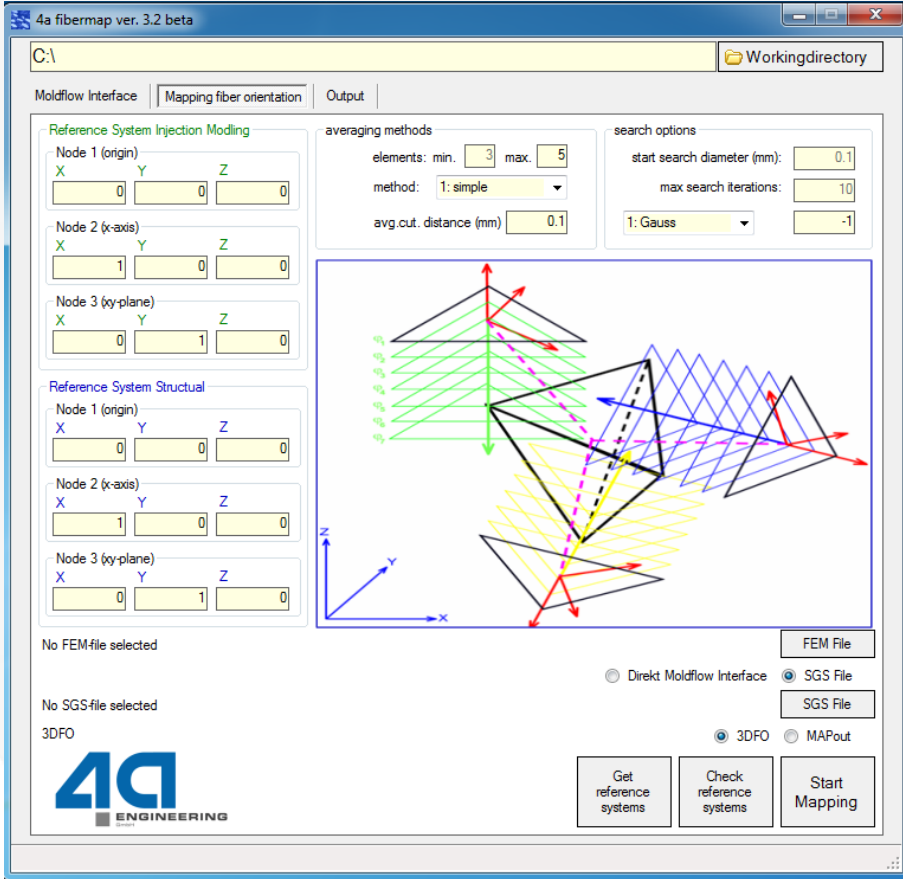 4a fibermap ver. 3.2 beta
C:\
Workingdirectory
Moldflow Interface
Mapping fiber orientation
Output
Reference System Injection Modling
Node 1 (origin)
X Y Z
0 0 0
Node 2 (x-axis)
X Y Z
1 0 0
Node 3 (xy-plane)
X Y Z
0 1 0
Reference System Structual
Node 1 (origin)
X Y Z
0 0 0
Node 2 (x-axis)
X Y Z
1 0 0
Node 3 (xy-plane)
X Y Z
0 1 0
averaging methods
elements: min. 3 max. 5
method: 1: simple
avg.cut. distance (mm) 0.1
search options
start search diameter (mm): 0.1
max search iterations: 10
1: Gauss -1
Z
Y
X
No FEM-file selected
FEM File
Direkt Moldflow Interface
SGS File
No SGS-file selected
SGS File
3DFO
3DFO
MAPout
4a
ENGINEERING
Get
reference
systems
Check
reference
systems
Start
Mapping